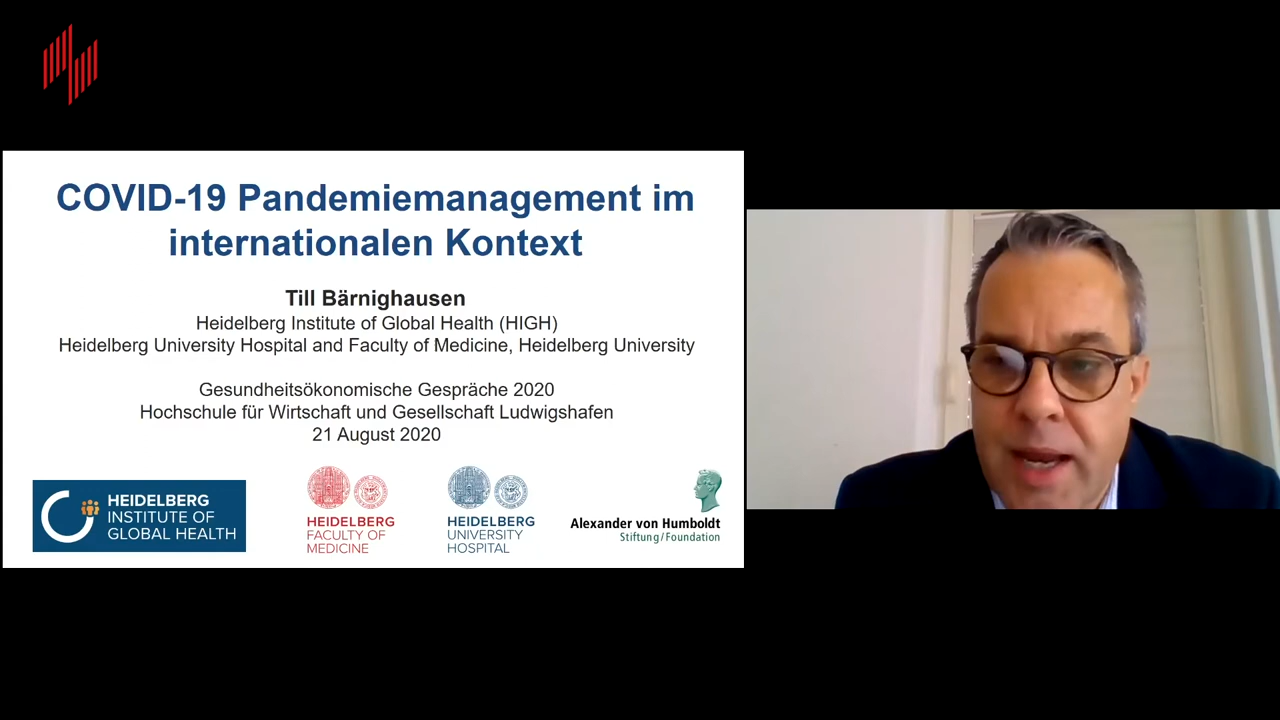 COVID-19 Pandemiemanagement im
internationalen Kontext
Till Bärnighausen
Heidelberg Institute of Global Health (HIGH)
Heidelberg University Hospital and Faculty of Medicine, Heidelberg University
Gesundheitsökonomische Gespräche 2020
Hochschule für Wirtschaft und Gesellschaft Ludwigshafen
21 August 2020
HEIDELBERG
INSTITUTE OF
GLOBAL HEALTH
HEIDELBERG
FACULTY OF
MEDICINE
HEIDELBERG
UNIVERSITY
HOSPITAL
Alexander von Humboldt
Stiftung/Foundation